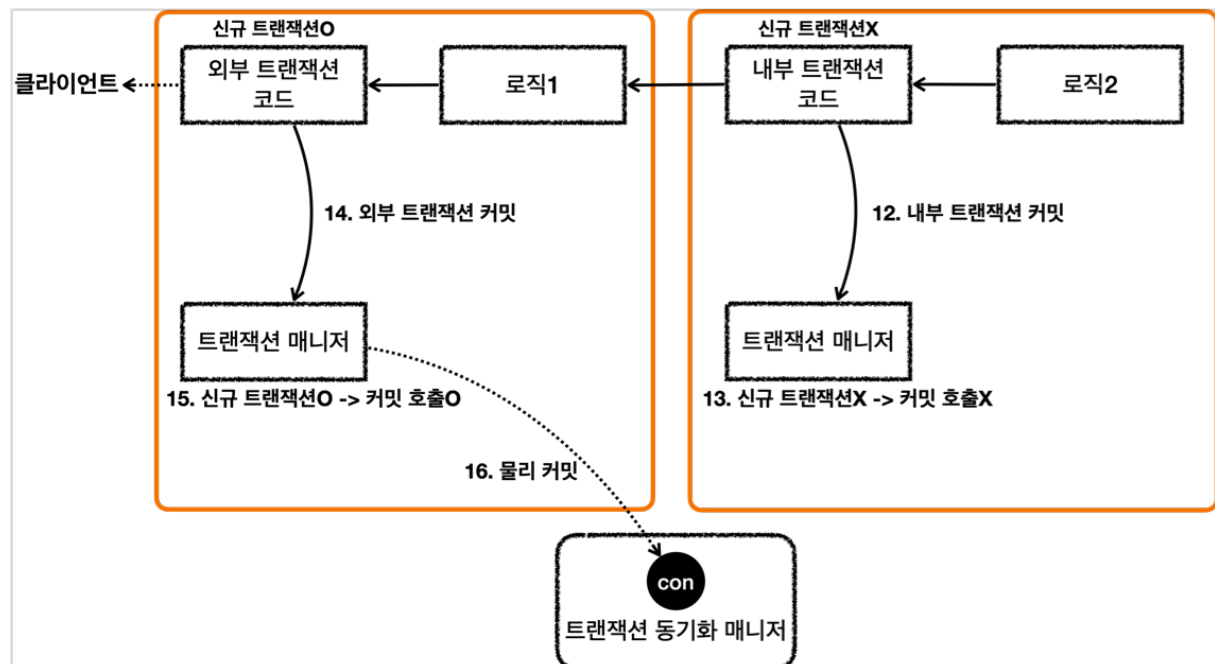 신규 트랜잭션O
신규 트랜잭션X
클라이언트
외부 트랜잭션
코드
로직1
내부 트랜잭션
코드
로직2
14. 외부 트랜잭션 커밋
12. 내부 트랜잭션 커밋
트랜잭션 매니저
트랜잭션 매니저
15. 신규 트랜잭션O -> 커밋 호출O
13. 신규 트랜잭션X -> 커밋 호출X
16. 물리 커밋
con
트랜잭션 동기화 매니저